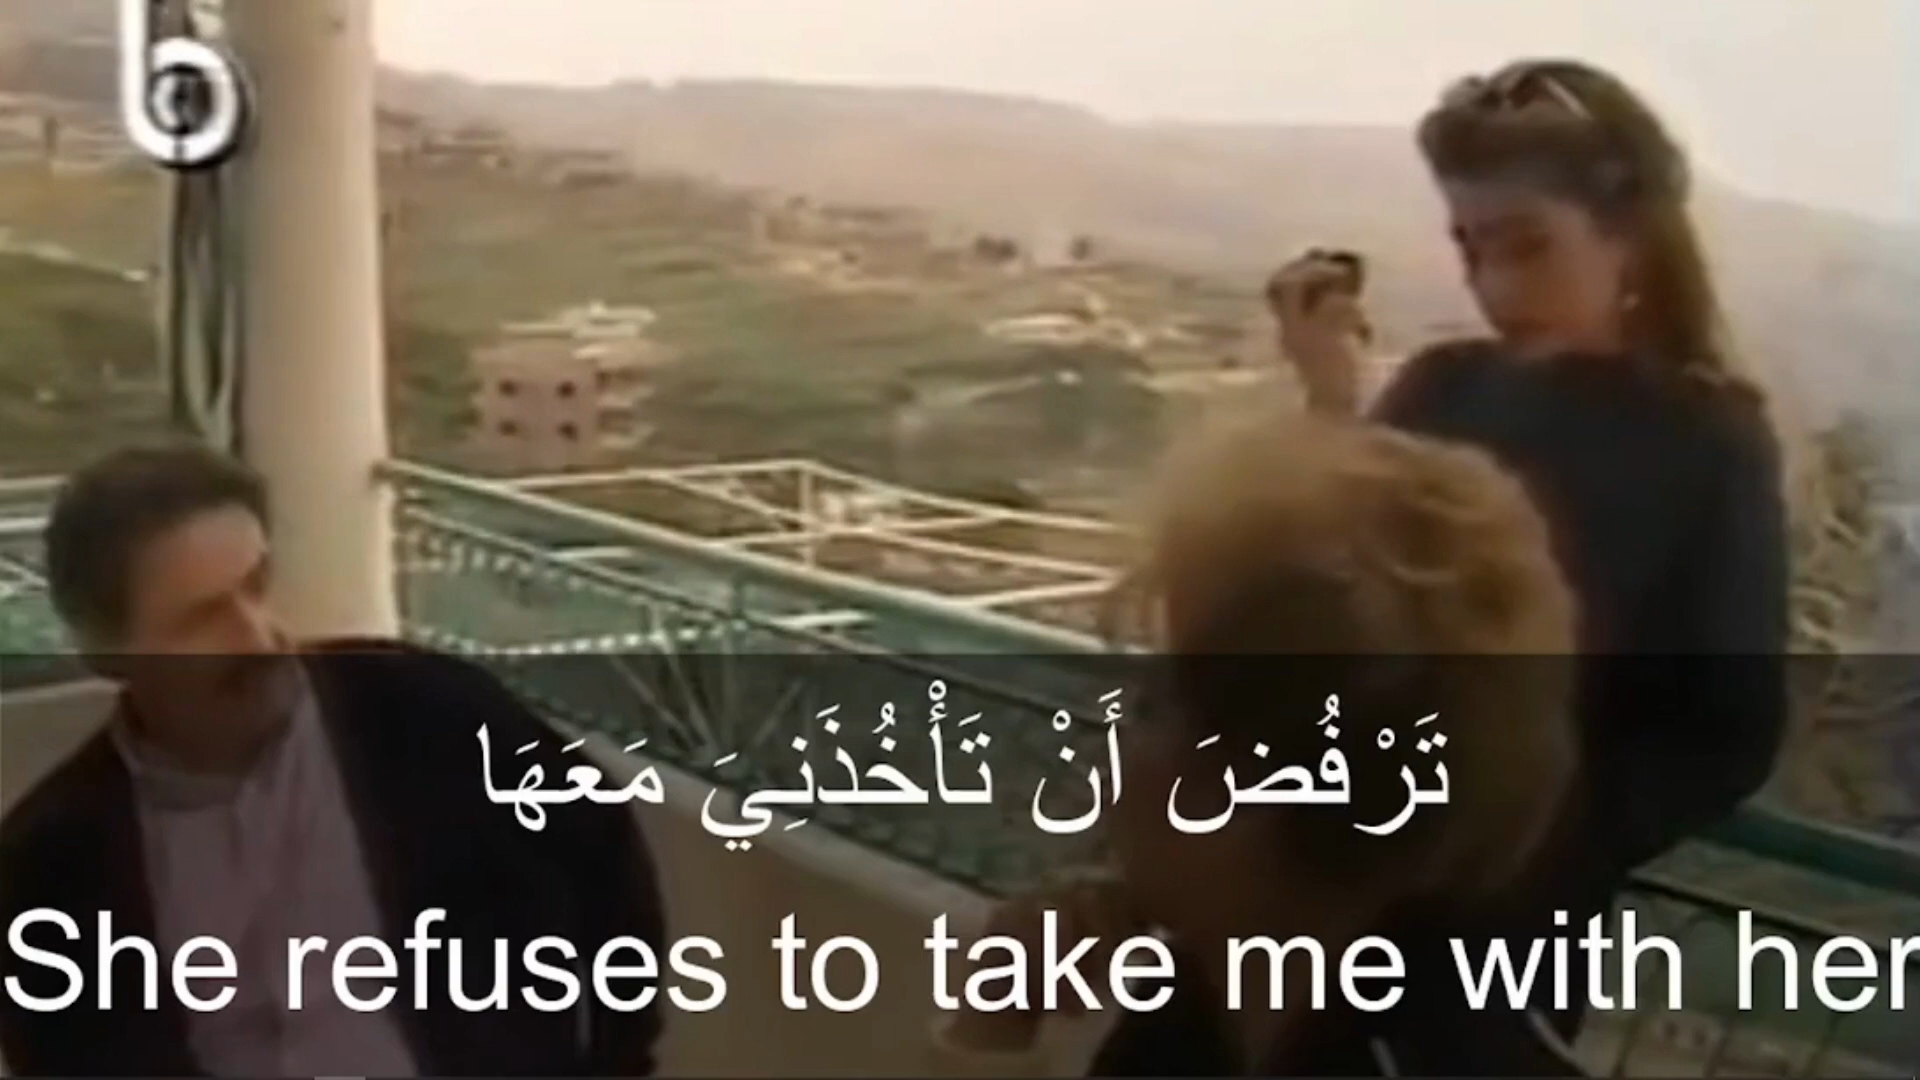 تَرْفُضَ أَنْ تَأْخُذَنِيَ مَعَهَا
She refuses to take me with her